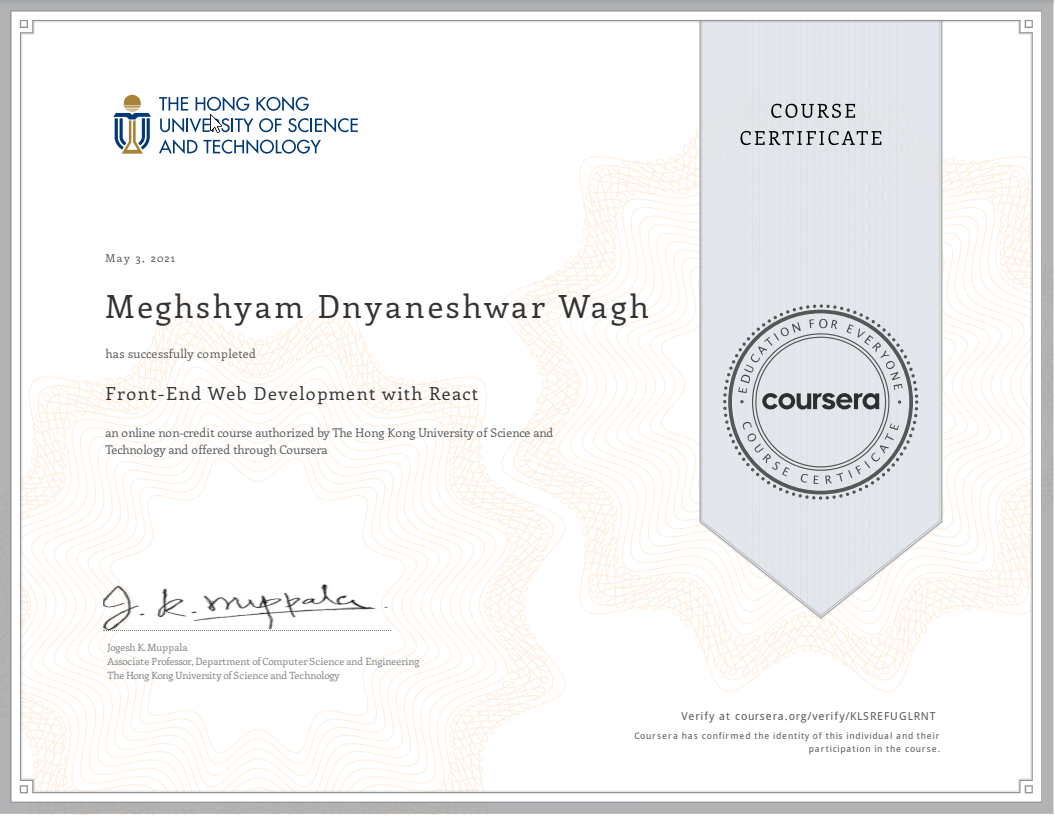 THE HONG KONG
UNIVERSITY OF SCIENCE
AND TECHNOLOGY
COURSE
CERTIFICATE
May 3, 2021
Meghshyam Dnyaneshwar Wagh
has successfully completed
Front-End Web Development with React
an online non-credit course authorized by The Hong Kong University of Science and
Technology and offered through Coursera
EDUCATION FOR EVERYONE
coursera
COURSE CERTIFICATE
J. K. Muppala
Jogesh K. Muppala
Associate Professor, Department of Computer Science and Engineering
The Hong Kong University of Science and Technology
Verify at coursera.org/verify/KLSREFUGLRNT
Coursera has confirmed the identity of this individual and their
participation in the course.